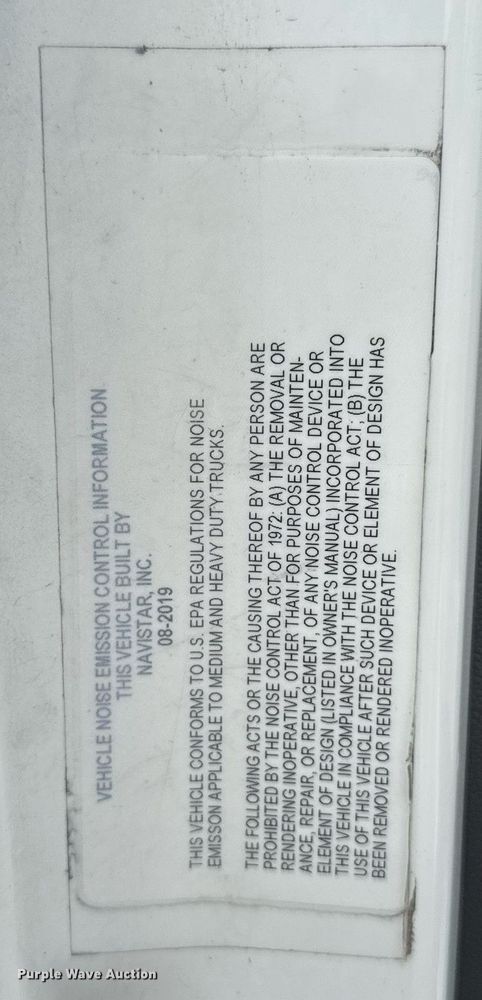 VEHICLE NOISE EMISSION CONTROL INFORMATION
THIS VEHICLE BUILT BY
NAVISTAR, INC.
08-2019
THIS VEHICLE CONFORMS TO U.S. EPA REGULATIONS FOR NOISE
EMISSON APPLICABLE TO MEDIUM AND HEAVY DUTY TRUCKS.
THE FOLLOWING ACTS OR THE CAUSING THEREOF BY ANY PERSON ARE
PROHIBITED BY THE NOISE CONTROL ACT OF 1972: (A) THE REMOVAL OR
RENDERING INOPERATIVE, OTHER THAN FOR PURPOSES OF MAINTEN-
ANCE, REPAIR, OR REPLACEMENT, OF ANY NOISE CONTROL DEVICE OR
ELEMENT OF DESIGN (LISTED IN OWNER'S MANUAL) INCORPORATED INTO
THIS VEHICLE IN COMPLIANCE WITH THE NOISE CONTROL ACT; (B) THE
USE OF THIS VEHICLE AFTER SUCH DEVICE OR ELEMENT OF DESIGN HAS
BEEN REMOVED OR RENDERED INOPERATIVE.
Purple Wave Auction